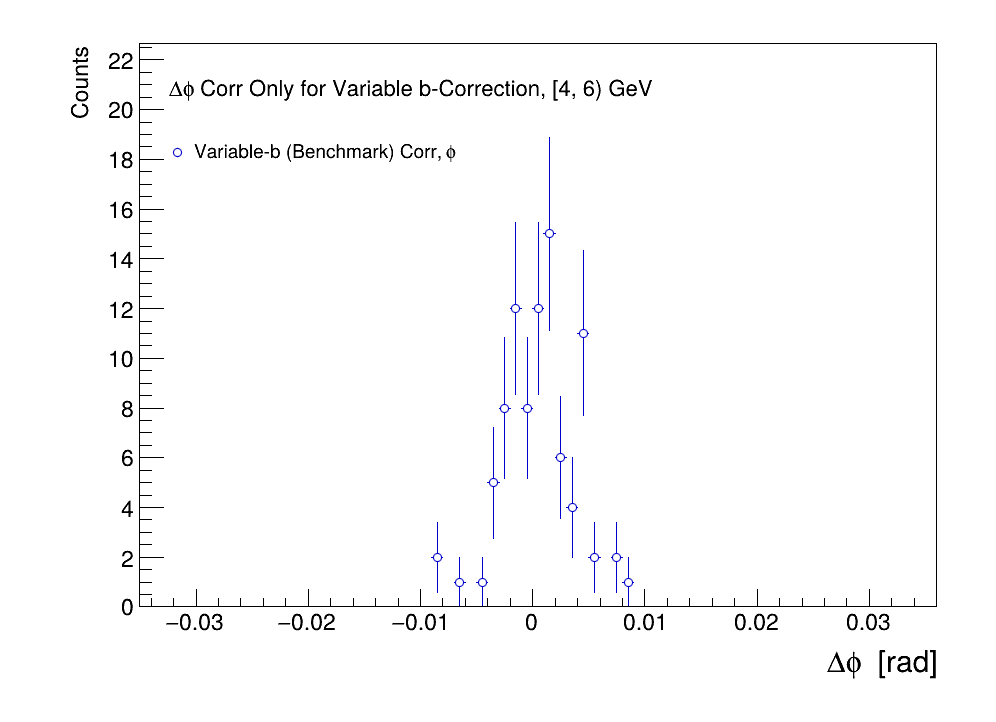 Counts
Δϕ Corr Only for Variable b-Correction, [4, 6) GeV
Variable-b (Benchmark) Corr, ϕ
22
20
18
16
14
12
10
8
6
4
2
0
−0.03 −0.02 −0.01 0 0.01 0.02 0.03
Δϕ [rad]